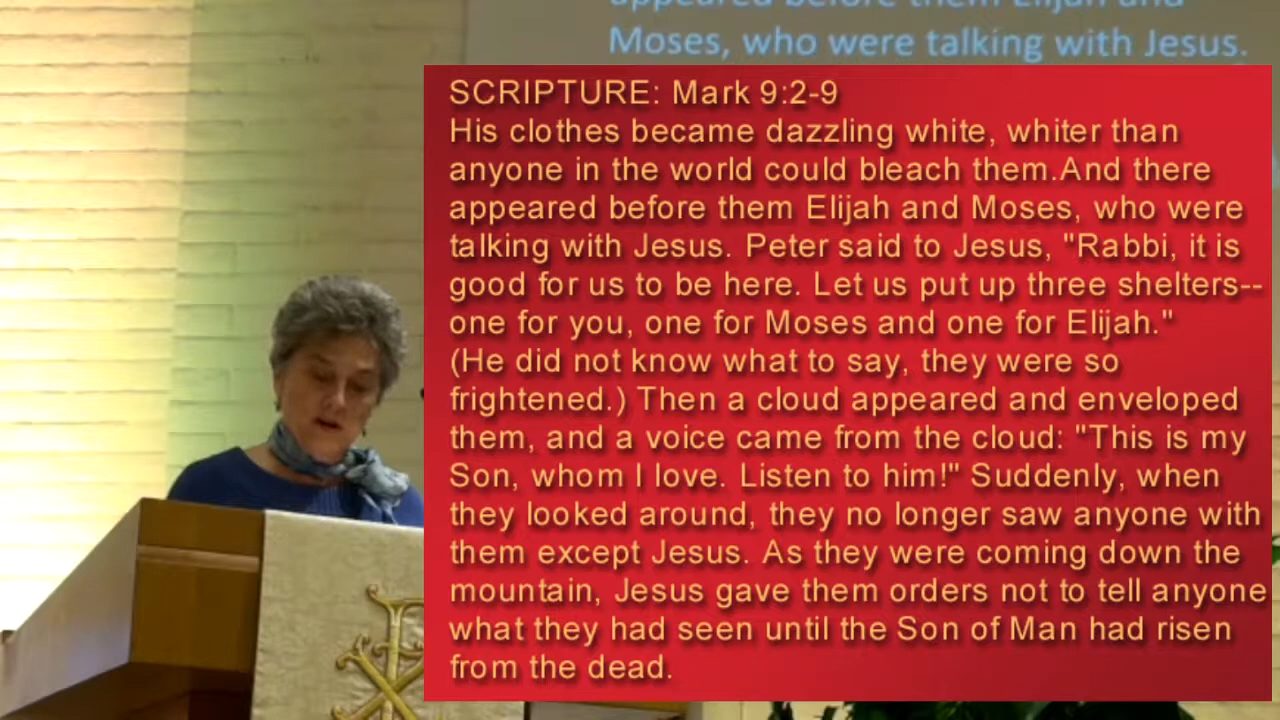 appeared before them Elijah and
Moses, who were talking with Jesus.
SCRIPTURE: Mark 9:2-9
His clothes became dazzling white, whiter than
anyone in the world could bleach them.And there
appeared before them Elijah and Moses, who were
talking with Jesus. Peter said to Jesus, "Rabbi, it is
good for us to be here. Let us put up three shelters--
one for you, one for Moses and one for Elijah."
(He did not know what to say, they were so
frightened.) Then a cloud appeared and enveloped
them, and a voice came from the cloud: "This is my
Son, whom I love. Listen to him!" Suddenly, when
they looked around, they no longer saw anyone with
them except Jesus. As they were coming down the
mountain, Jesus gave them orders not to tell anyone
what they had seen until the Son of Man had risen
from the dead.